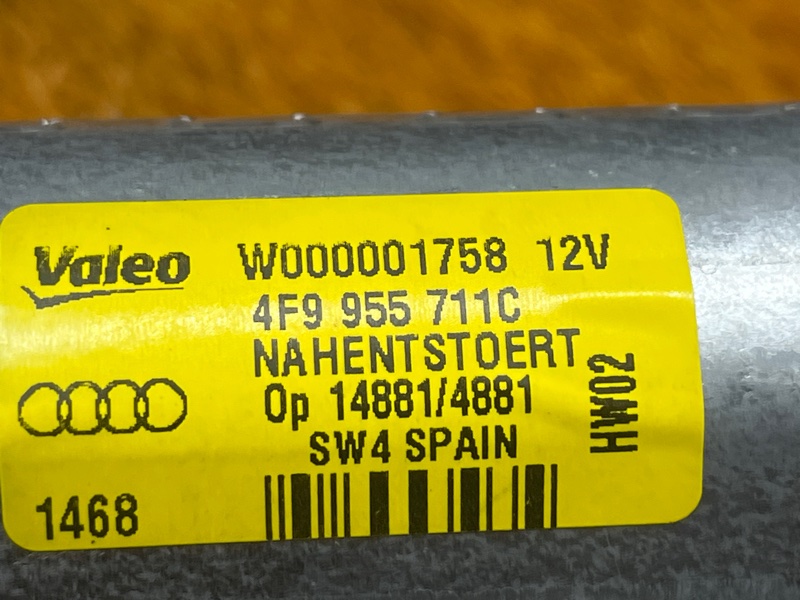 Valeo W000001758 12V
4F9 955 711C
NAHENTSTOERT
Op 14881/4881
SW4 SPAIN
HW02
1468